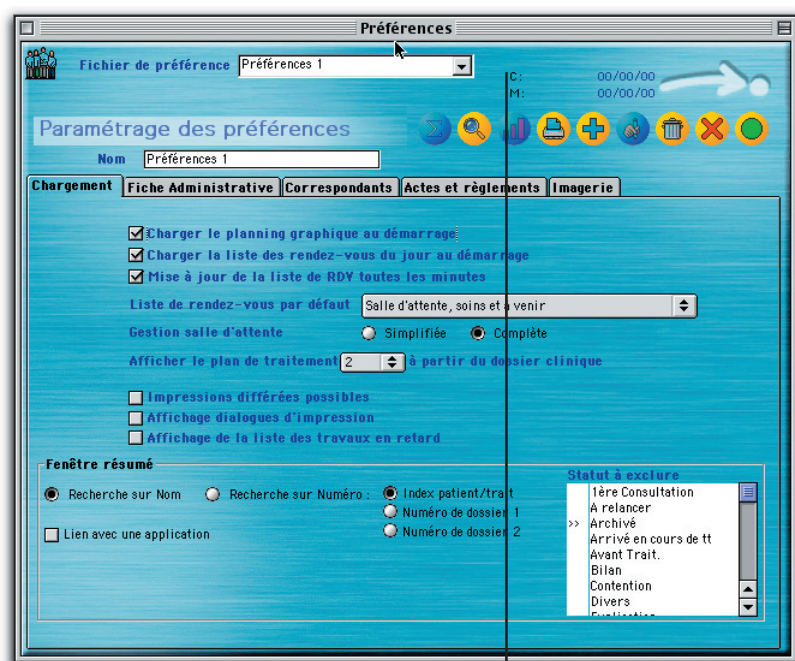 Préférences
Fichier de préférence Préférences 1
C: 00/00/00
M: 00/00/00
Paramétrage des préférences
Nom Préférences 1
Chargement Fiche Administrative Correspondants Actes et règlements Imagerie
Charger le planning graphique au démarrage
Charger la liste des rendez-vous du jour au démarrage
Mise à jour de la liste de RDV toutes les minutes
Liste de rendez-vous par défaut Salle d'attente, soins et à venir
Gestion salle d'attente Simplifiée Complète
Afficher le plan de traitement 2 à partir du dossier clinique
Impressions différées possibles
Affichage dialogues d'impression
Affichage de la liste des travaux en retard
Fenêtre résumé
Recherche sur Nom Recherche sur Numéro : Index patient/trait
Numéro de dossier 1
Numéro de dossier 2
Lien avec une application
Statut à exclure
1ère Consultation
A relancer
>> Archivé
Arrivé en cours de tt
Avant Trait.
Bilan
Contention
Divers